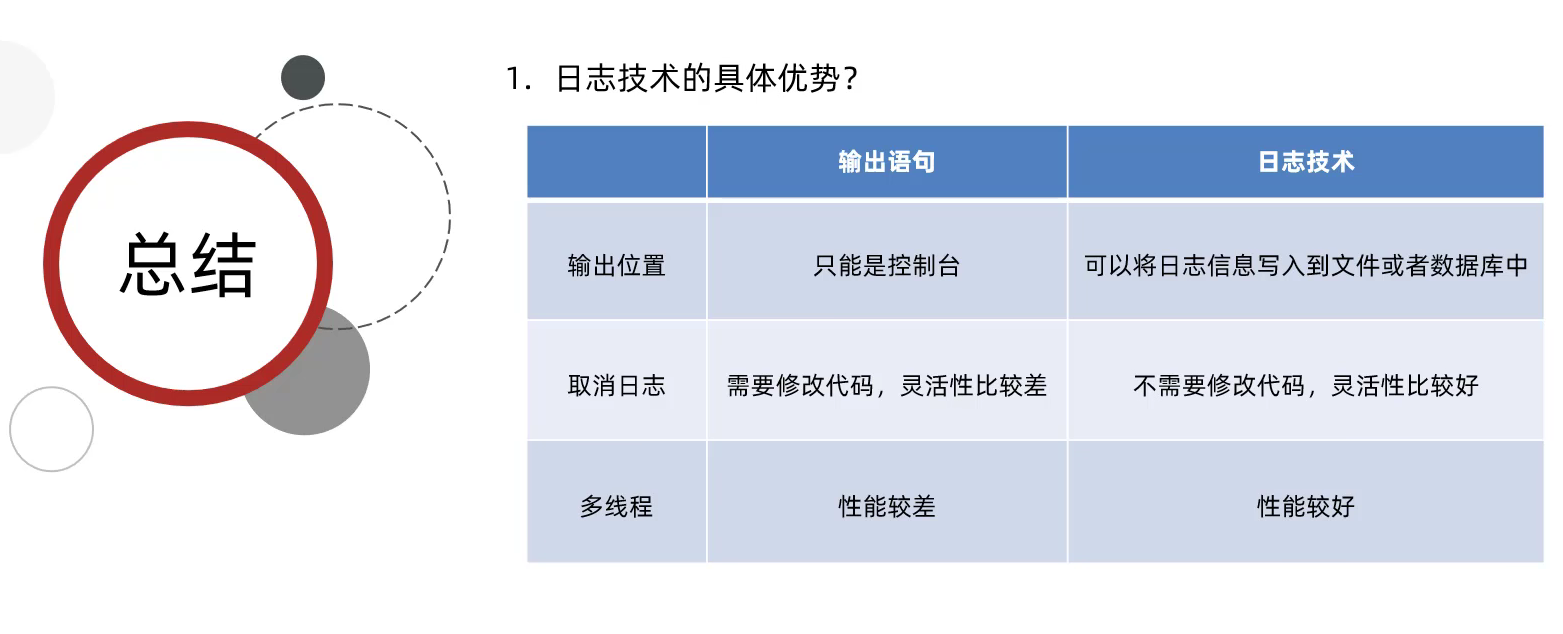 总结
1. 日志技术的具体优势？
输出语句 日志技术
输出位置 只能是控制台 可以将日志信息写入到文件或者数据库中
取消日志 需要修改代码，灵活性比较差 不需要修改代码，灵活性比较好
多线程 性能较差 性能较好